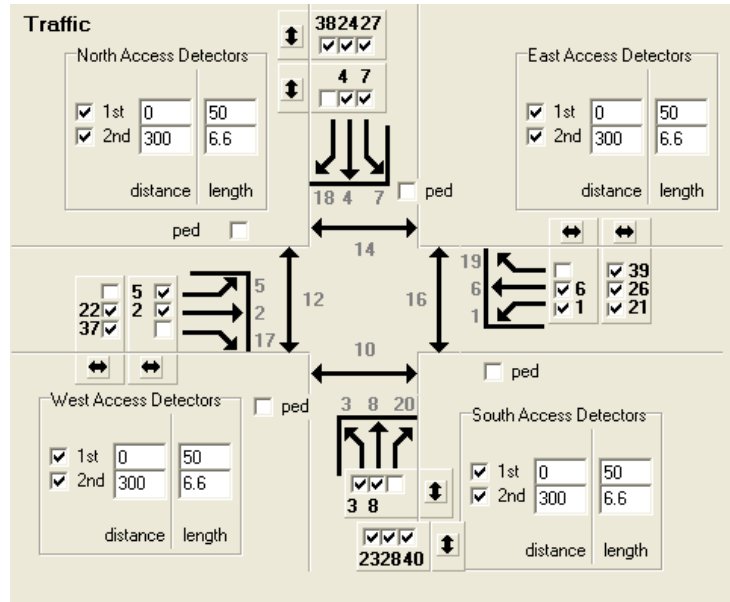 Traffic
382427
North Access Detectors
East Access Detectors
4 7
1st 0 50
2nd 300 6.6
distance length
1st 0 50
2nd 300 6.6
distance length
18 4 7
ped
ped
14
19
39
5
5
6
6
26
22
2
2
12
16
1
1
21
37
17
10
ped
West Access Detectors
ped
3 8 20
South Access Detectors
1st 0 50
2nd 300 6.6
distance length
1st 0 50
2nd 300 6.6
distance length
3 8
232840